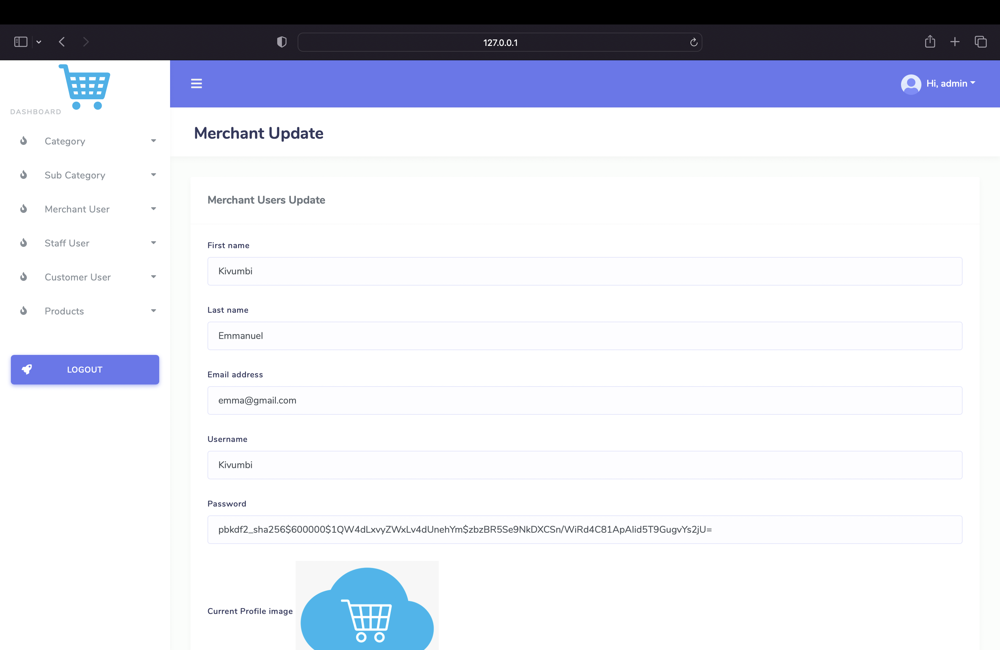 127.0.0.1
DASHBOARD
Category
Sub Category
Merchant User
Staff User
Customer User
Products
LOGOUT
Hi, admin
Merchant Update
Merchant Users Update
First name
Kivumbi
Last name
Emmanuel
Email address
emma@gmail.com
Username
Kivumbi
Password
pbkdf2_sha256$600000$1QW4dLxvyZWxLv4dUnehYm$zbzBR5Se9NkDXCSn/WiRd4C81ApAlid5T9GugvYs2jU=
Current Profile image